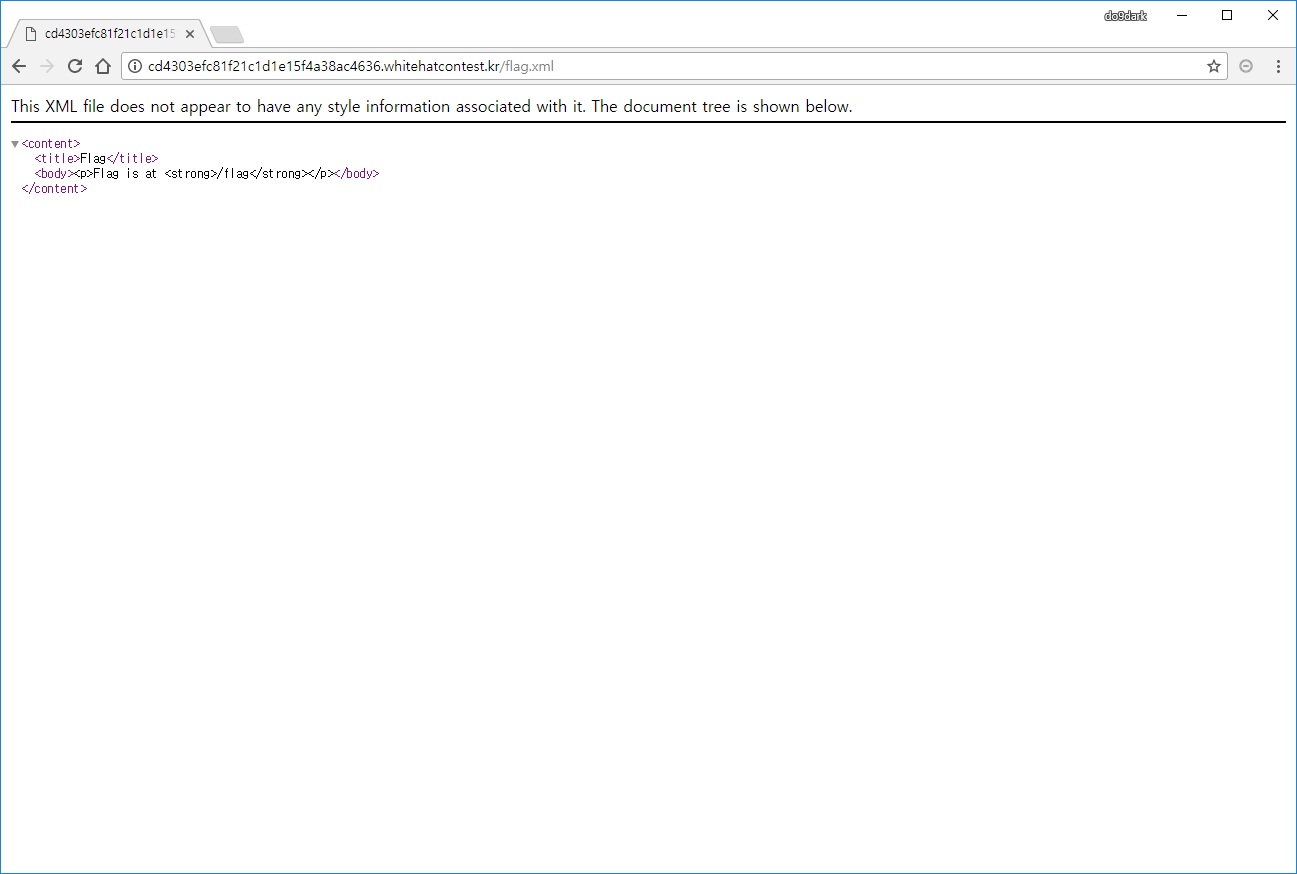 do9dark
cd4303efc81f21c1d1e15
cd4303efc81f21c1d1e15f4a38ac4636.whitehatcontest.kr/flag.xml
This XML file does not appear to have any style information associated with it. The document tree is shown below.
▼<content>
<title>Flag</title>
<body><p>Flag is at <strong>/flag</strong></p></body>
</content>